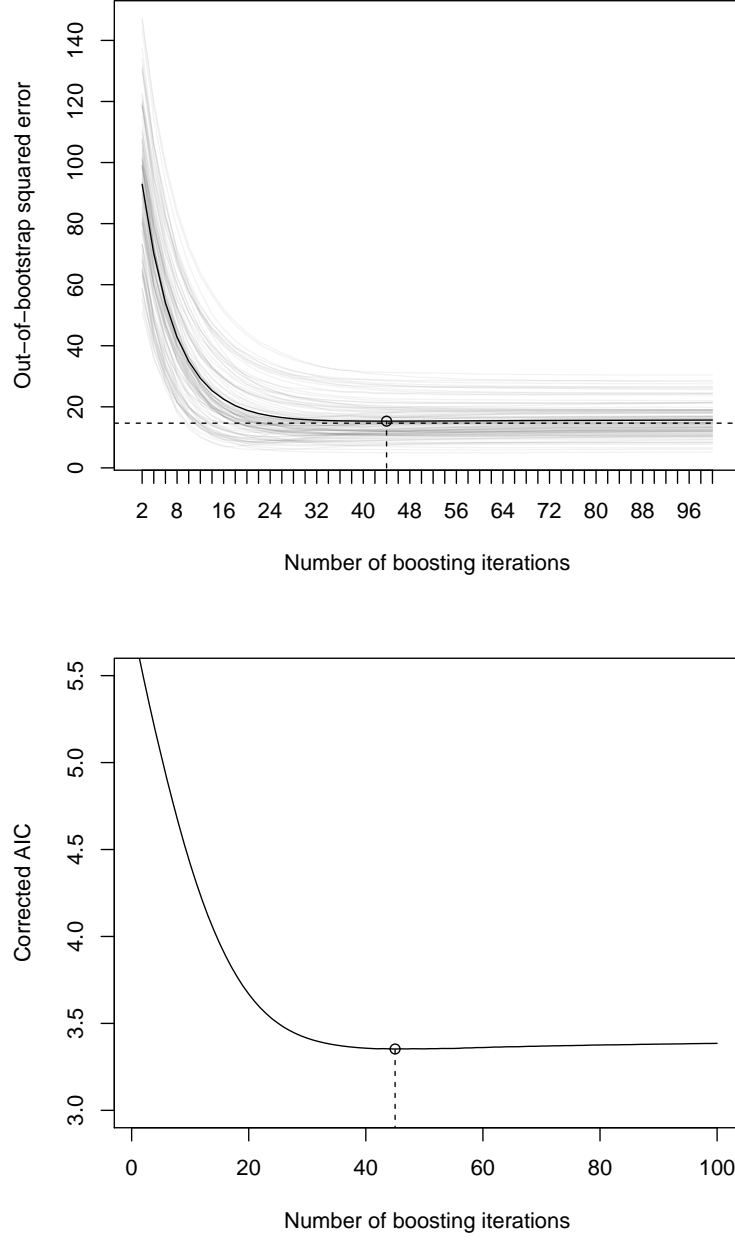 Out−of−bootstrap squared error
140
120
100
80
60
40
20
0
2 8 16 24 32 40 48 56 64 72 80 88 96
Number of boosting iterations
Corrected AIC
5.5
5.0
4.5
4.0
3.5
3.0
0 20 40 60 80 100
Number of boosting iterations